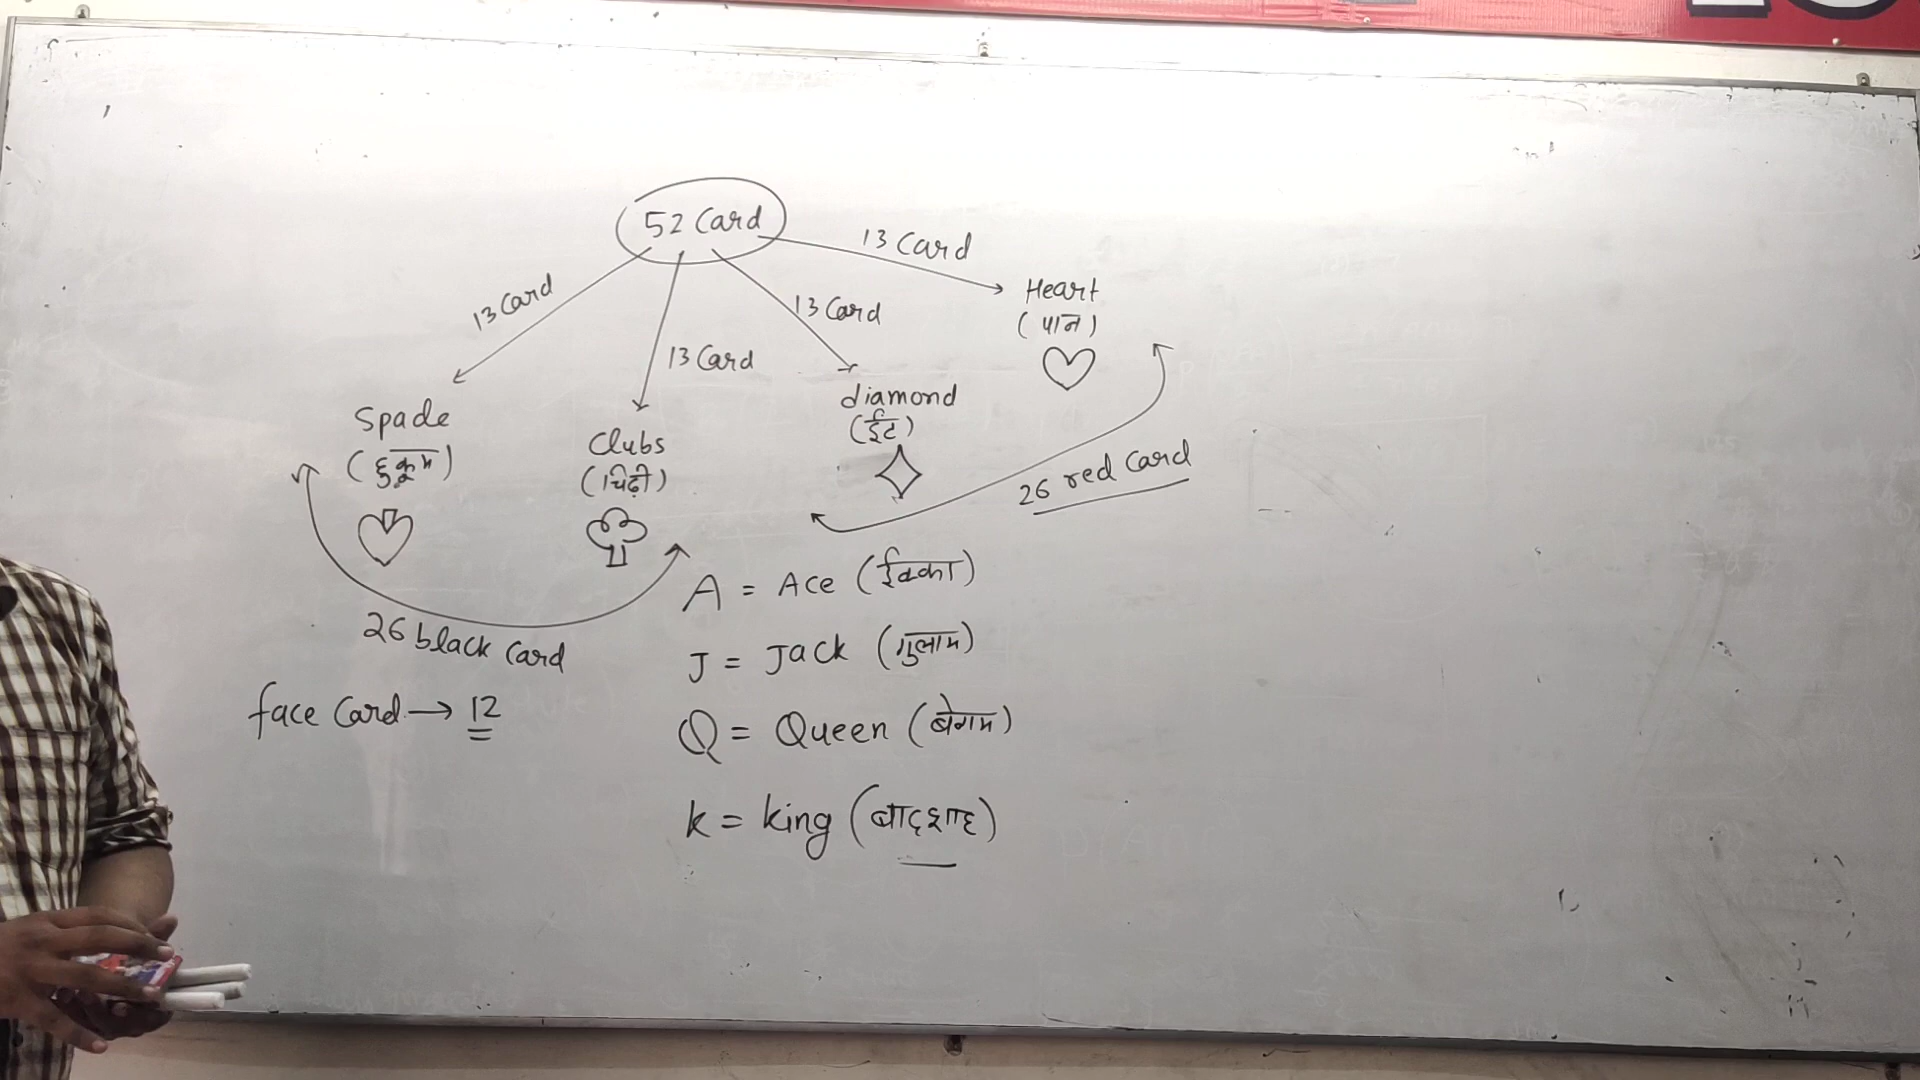 52 Card
13 Card
13 Card
13 Card
13 Card
Heart
(पान)
diamond
(ईंट)
Spade
(हुकूम)
Clubs
(चिढ़ी)
26 red Card
26 black Card
A = Ace (ईक्का)
J = Jack (गुलाम)
face Card → 12
Q = Queen (बेगम)
K = king (बादशाह)